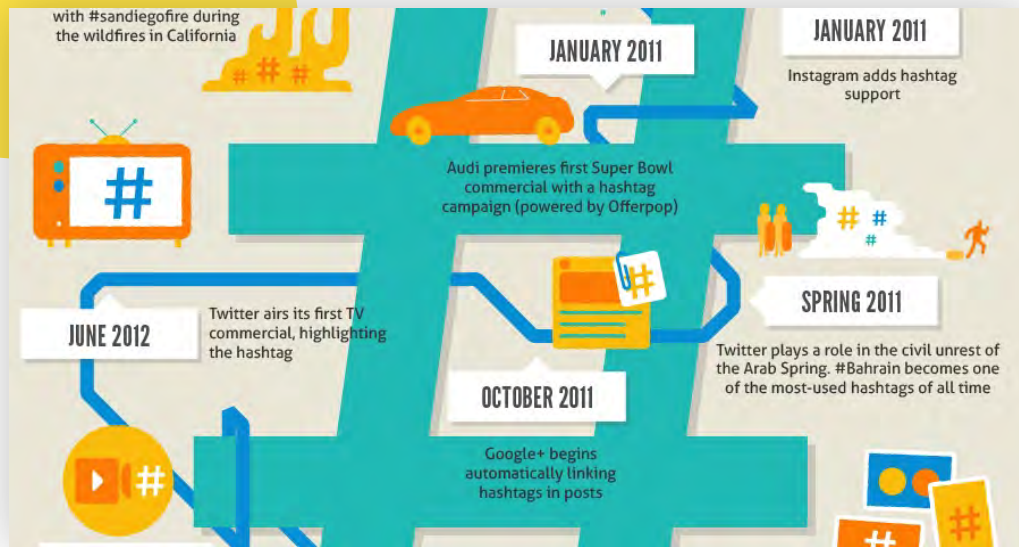 with #sandiegofire during
the wildfires in California
# # #
JANUARY 2011
Audi premieres first Super Bowl
commercial with a hashtag
campaign (powered by Offerpop)
JANUARY 2011
Instagram adds hashtag
support
#
# #
#
SPRING 2011
Twitter plays a role in the civil unrest of
the Arab Spring. #Bahrain becomes one
of the most-used hashtags of all time
#
OCTOBER 2011
Google+ begins
automatically linking
hashtags in posts
JUNE 2012
Twitter airs its first TV
commercial, highlighting
the hashtag
#
#
#